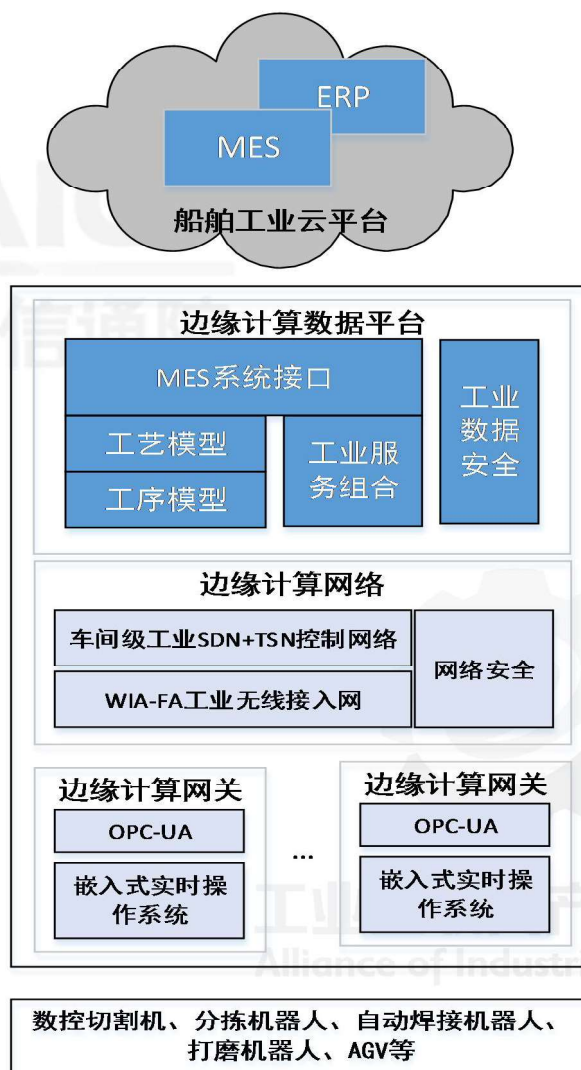 ERP
MES
船舶工业云平台
边缘计算数据平台
MES系统接口
工艺模型
工序模型
工业服
务组合
工业
数据
安全
边缘计算网络
车间级工业SDN+TSN控制网络
WIA-FA工业无线接入网
网络安全
边缘计算网关
OPC-UA
嵌入式实时操
作系统
...
边缘计算网关
OPC-UA
嵌入式实时操
作系统
Alliance of Industr
数控切割机、分拣机器人、自动焊接机器人、
打磨机器人、AGV等